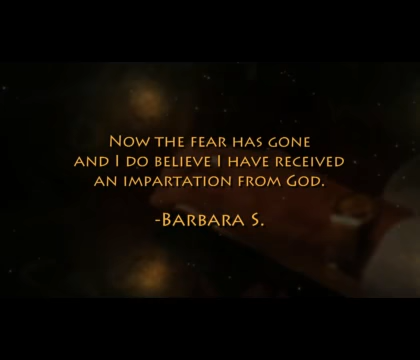 Now the fear has gone
and I do believe I have received
an impartation from God.
-Barbara S.